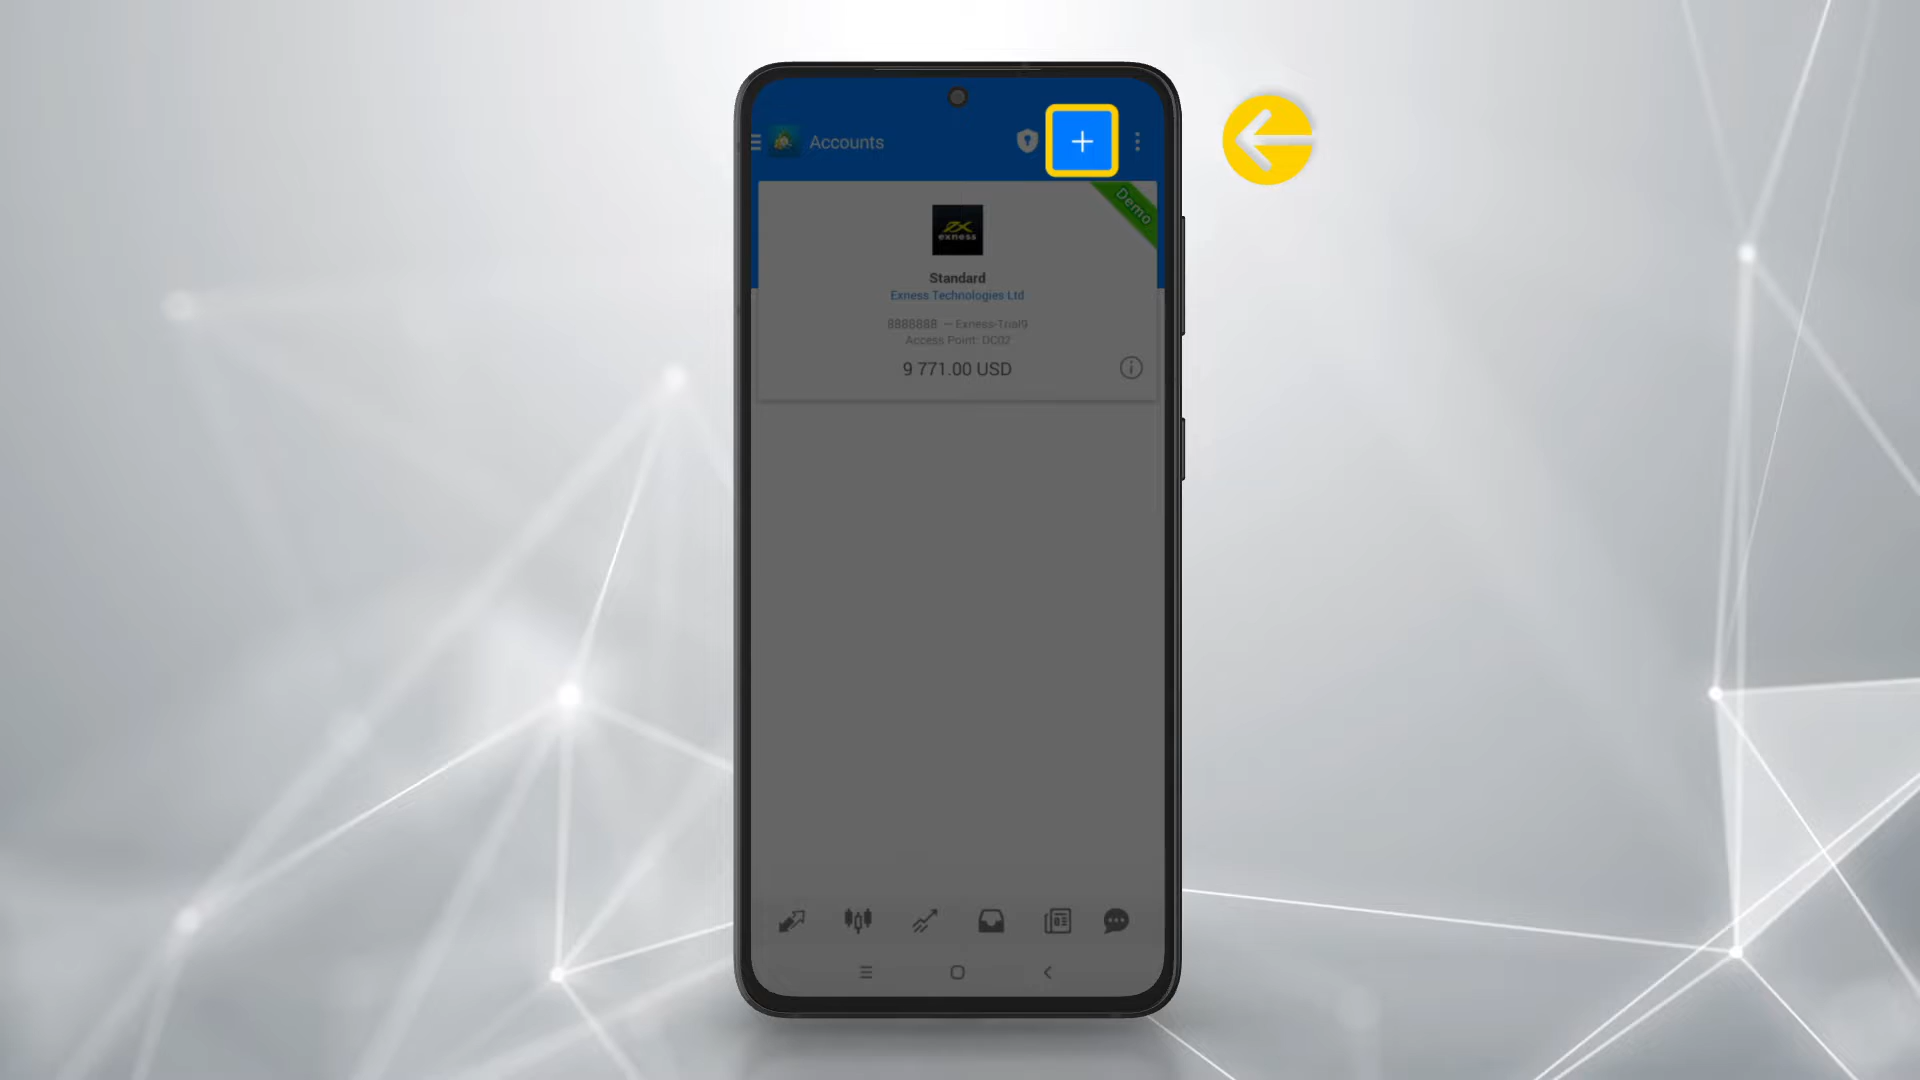 Accounts
Demo
exness
Standard
Exness Technologies Ltd
8888888 — Exness-Trial9
Access Point: DC02
9 771.00 USD